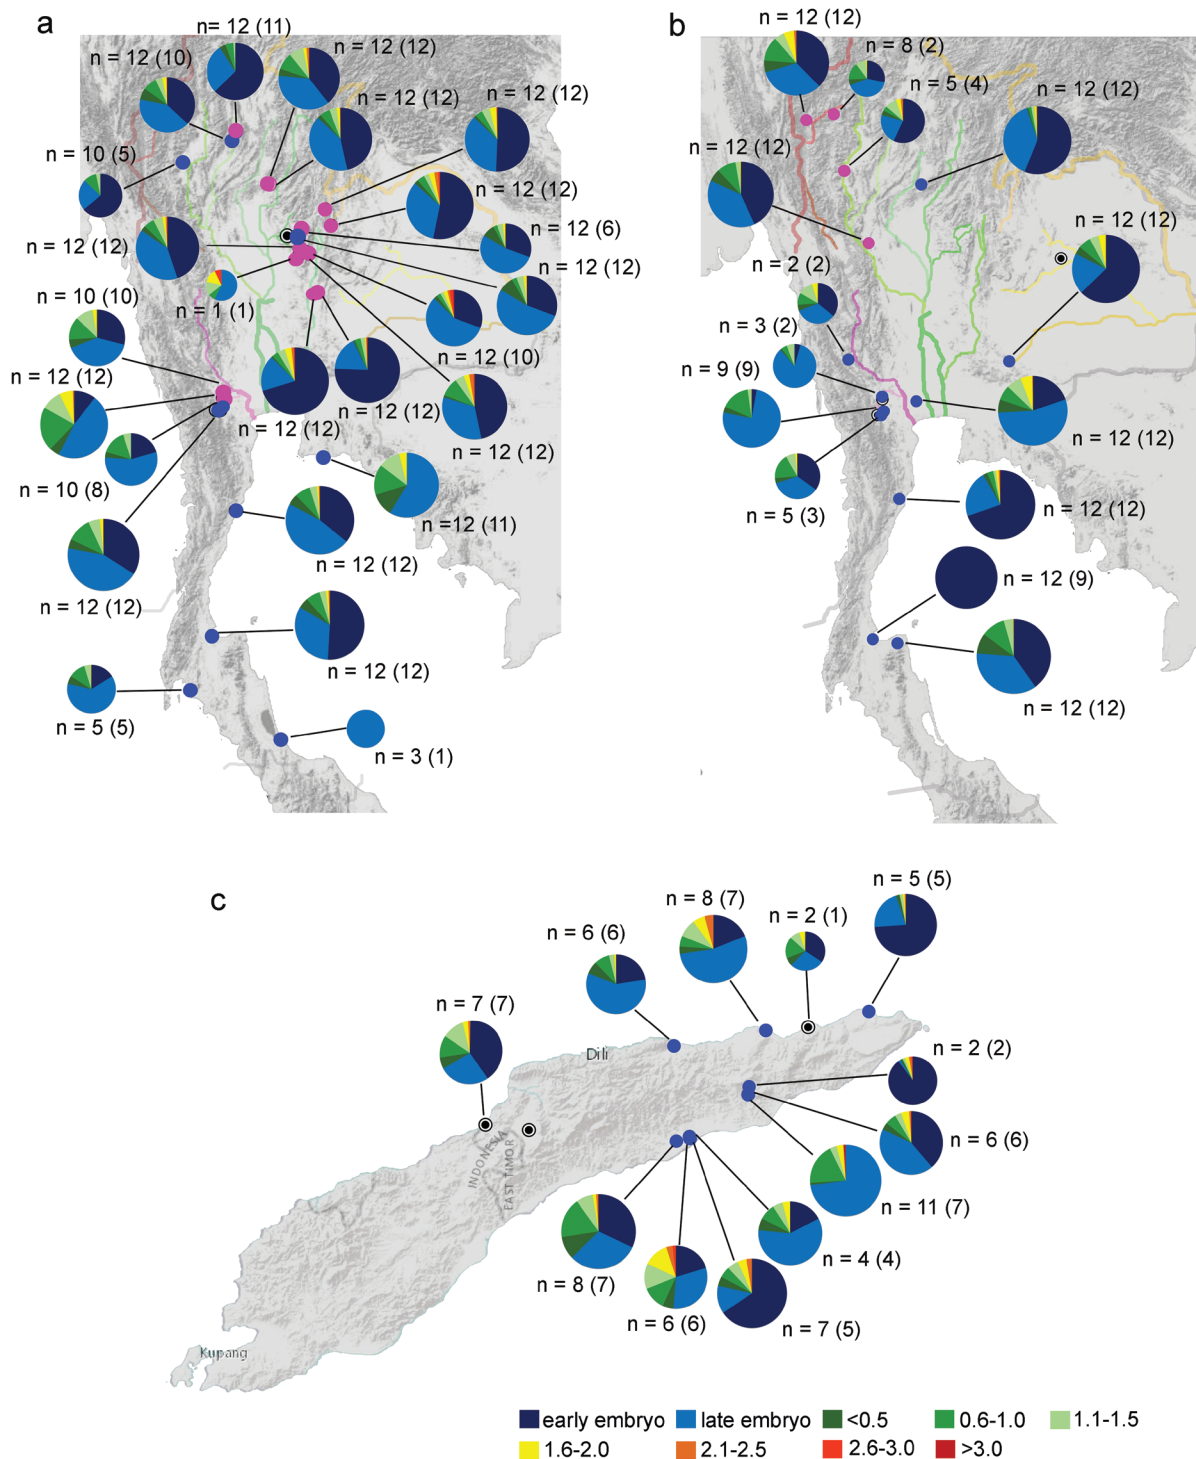 a
n= 12 (11)
n = 12 (10)
n = 12 (12)
n = 12 (12)
n = 12 (12)
n = 10 (5)
n = 12 (12)
n = 12 (6)
n = 12 (12)
n = 12 (12)
n = 1 (1)
n = 10 (10)
n = 12 (10)
n = 12 (12)
n = 12 (12)
n = 12 (12)
n = 12 (12)
n = 10 (8)
n =12 (11)
n = 12 (12)
n = 12 (12)
n = 12 (12)
n = 5 (5)
n = 3 (1)
b
n = 12 (12)
n = 8 (2)
n = 5 (4)
n = 12 (12)
n = 12 (12)
n = 12 (12)
n = 2 (2)
n = 3 (2)
n = 9 (9)
n = 12 (12)
n = 5 (3)
n = 12 (12)
n = 12 (9)
n = 12 (12)
c
n = 5 (5)
n = 8 (7)
n = 2 (1)
n = 6 (6)
n = 7 (7)
Dili
n = 2 (2)
n = 6 (6)
INDONESIA
EAST TIMOR
n = 11 (7)
n = 4 (4)
n = 8 (7)
n = 6 (6)
n = 7 (5)
Kupang
early embryo late embryo <0.5 0.6-1.0 1.1-1.5
1.6-2.0 2.1-2.5 2.6-3.0 >3.0